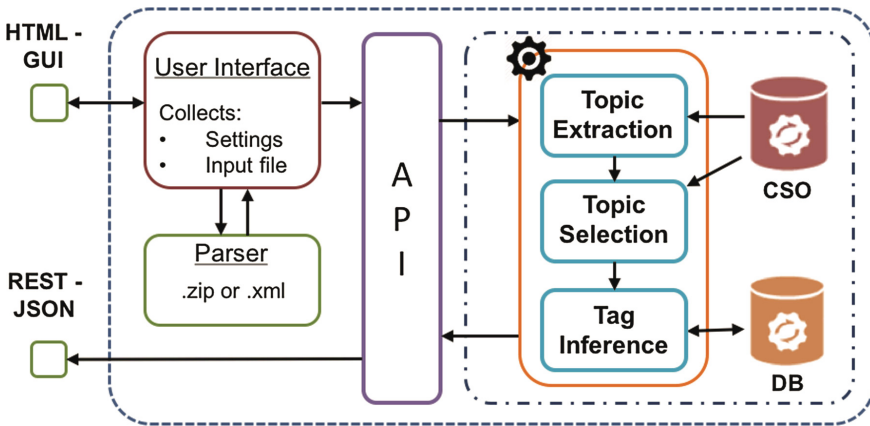 HTML -
GUI
User Interface
Collects:
• Settings
• Input file
Parser
.zip or .xml
REST -
JSON
A
P
I
Topic
Extraction
Topic
Selection
Tag
Inference
CSO
DB